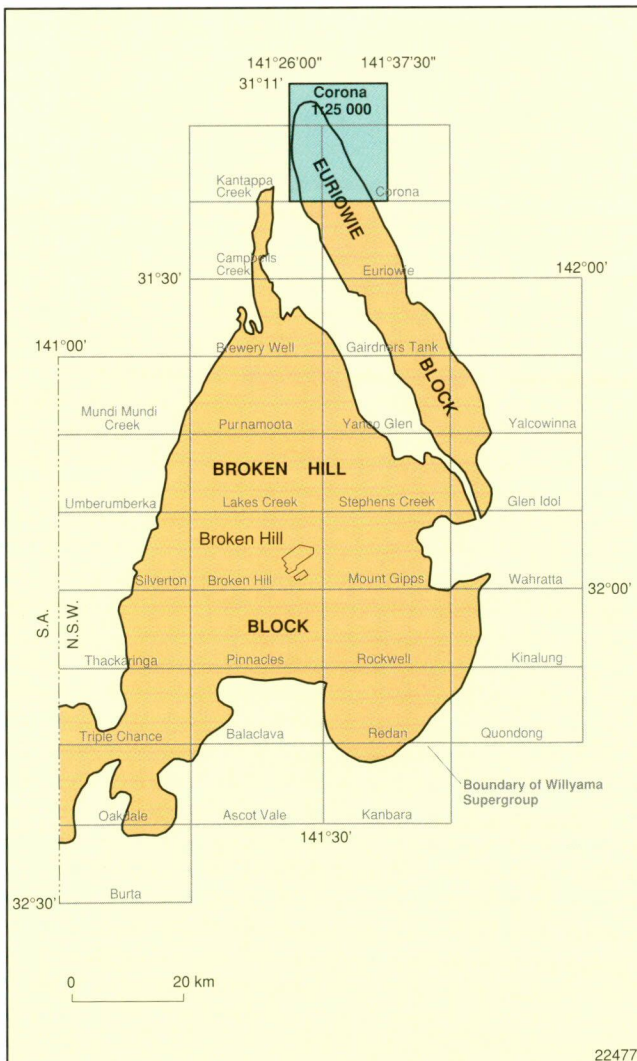 141°26'00" 141°37'30"
31°11'
Corona
1:25 000
Kantappa
Creek
Corona
EURIOWIE
Campbells
Creek
Euriowie
31°30'
142°00'
141°00'
Brewery Well
Gairdners Tank
BLOCK
Mundi Mundi
Creek
Purnamoota
Yanco Glen
Yalcowinna
BROKEN HILL
Umberumberka
Lakes Creek
Stephens Creek
Glen Idol
Broken Hill
Silverton
Broken Hill
Mount Gipps
Wahratta
32°00'
S.A.
N.S.W.
BLOCK
Thackaringa
Pinnacles
Rockwell
Kinalung
Triple Chance
Balaclava
Redan
Quondong
Boundary of Willyama
Supergroup
Oakdale
Ascot Vale
Kanbara
141°30'
32°30'
Burta
0 20 km
22477